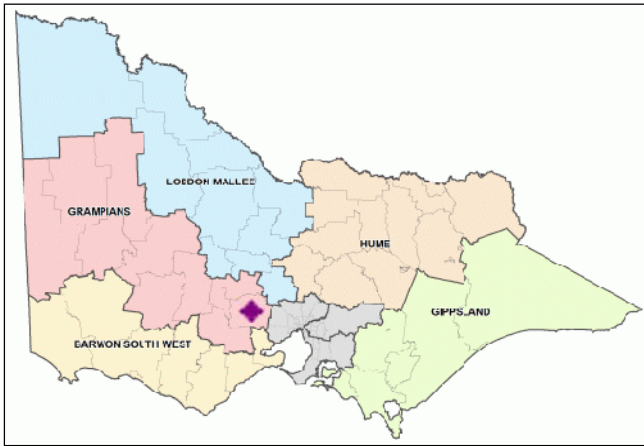 LODDON MALLEE
GRAMPIANS
HUME
GIPPSLAND
BARWON SOUTH WEST